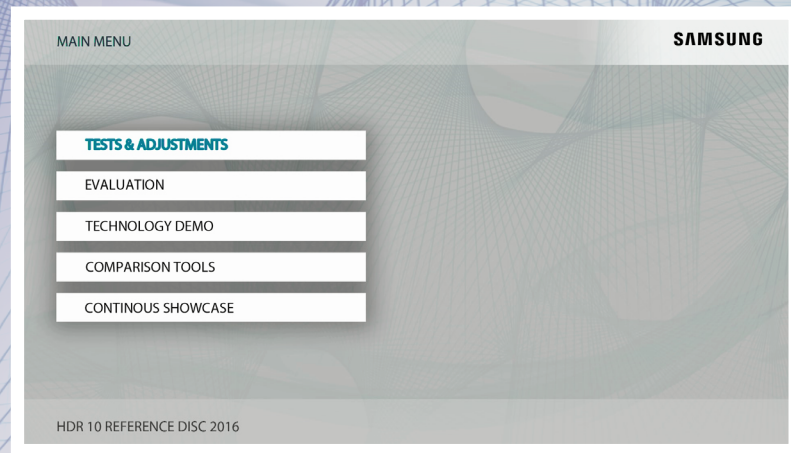 MAIN MENU
SAMSUNG
TESTS & ADJUSTMENTS
EVALUATION
TECHNOLOGY DEMO
COMPARISON TOOLS
CONTINOUS SHOWCASE
HDR 10 REFERENCE DISC 2016